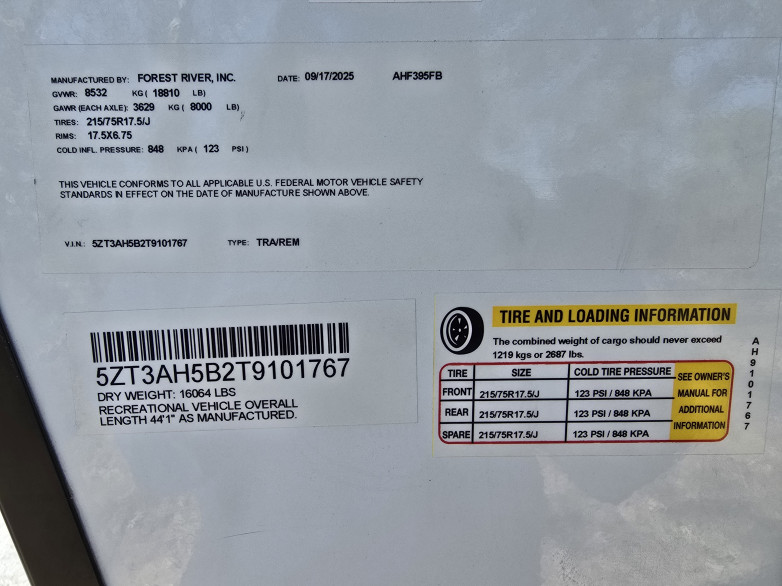 MANUFACTURED BY: FOREST RIVER, INC. DATE: 09/17/2025 AHF395FB
GVWR: 8532 KG ( 18810 LB)
GAWR (EACH AXLE): 3629 KG ( 8000 LB)
TIRES: 215/75R17.5/J
RIMS: 17.5X6.75
COLD INFL. PRESSURE: 848 KPA ( 123 PSI )
THIS VEHICLE CONFORMS TO ALL APPLICABLE U.S. FEDERAL MOTOR VEHICLE SAFETY
STANDARDS IN EFFECT ON THE DATE OF MANUFACTURE SHOWN ABOVE.
V.I.N.: 5ZT3AH5B2T9101767 TYPE: TRA/REM
5ZT3AH5B2T9101767
DRY WEIGHT: 16064 LBS
RECREATIONAL VEHICLE OVERALL
LENGTH 44'1" AS MANUFACTURED.
TIRE AND LOADING INFORMATION
The combined weight of cargo should never exceed
1219 kgs or 2687 lbs.
TIRE SIZE COLD TIRE PRESSURE
FRONT 215/75R17.5/J 123 PSI / 848 KPA
REAR 215/75R17.5/J 123 PSI / 848 KPA
SPARE 215/75R17.5/J 123 PSI / 848 KPA
SEE OWNER'S
MANUAL FOR
ADDITIONAL
INFORMATION
AH9101767